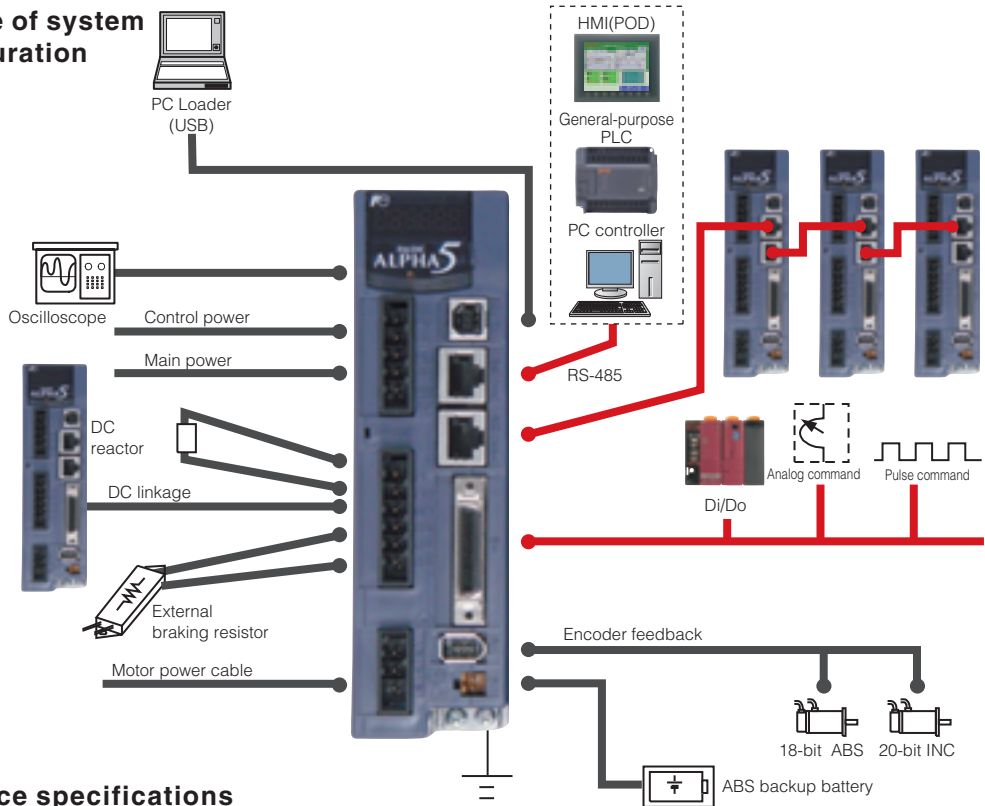 e of system
uration
PC Loader
(USB)
HMI(POD)
General-purpose
PLC
PC controller
RS-485
ALPHA5
Oscilloscope
Control power
Main power
DC
reactor
DC linkage
External
braking resistor
Motor power cable
Di/Do
Analog command
Pulse command
Encoder feedback
18-bit ABS
20-bit INC
ABS backup battery
ce specifications